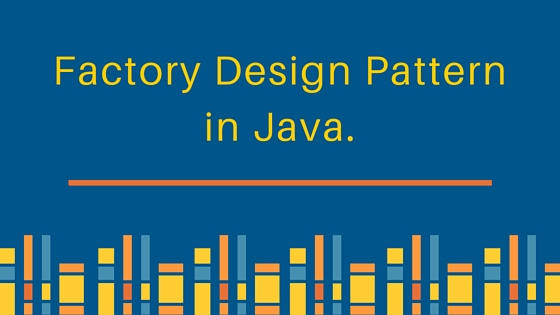 Factory Design Pattern
in Java.